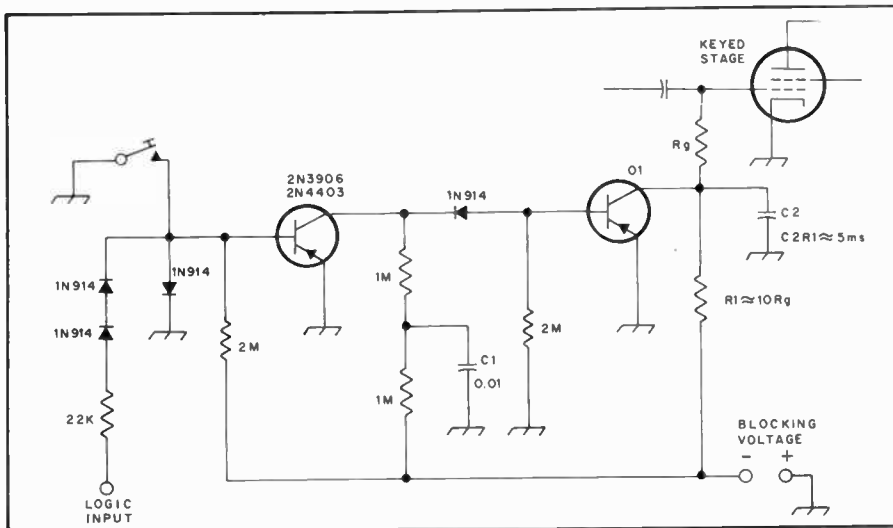 KEYED
STAGE
Rg
2N3906
2N4403
1N914
Q1
C2
C2R1≈5ms
1N914
1N914
1M
R1≈10Rg
1N914
2M
C1
0.01
2M
1M
22K
BLOCKING
VOLTAGE
- +
LOGIC
INPUT